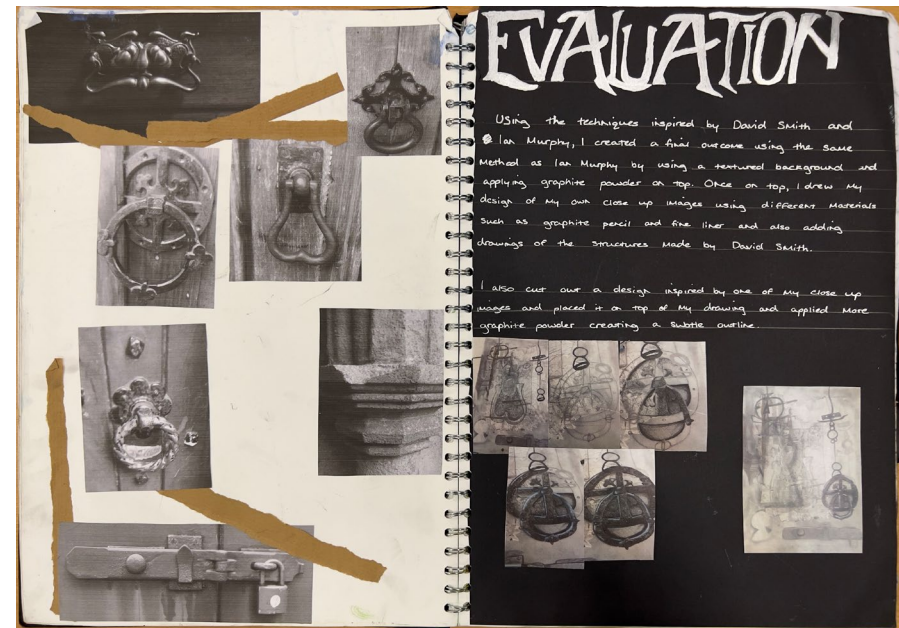 EVALUATION
Using the techniques inspired by David Smith and
Ian Murphy, I created a final outcome using the same
method as Ian Murphy by using a textured background and
applying graphite powder on top. Once on top, I drew my
design of my own close up images using different materials
such as graphite pencil and fine liner and also adding
drawings of the structures made by David Smith.
I also cut out a design inspired by one of my close up
images and placed it on top of my drawing and applied more
graphite powder creating a subtle outline.